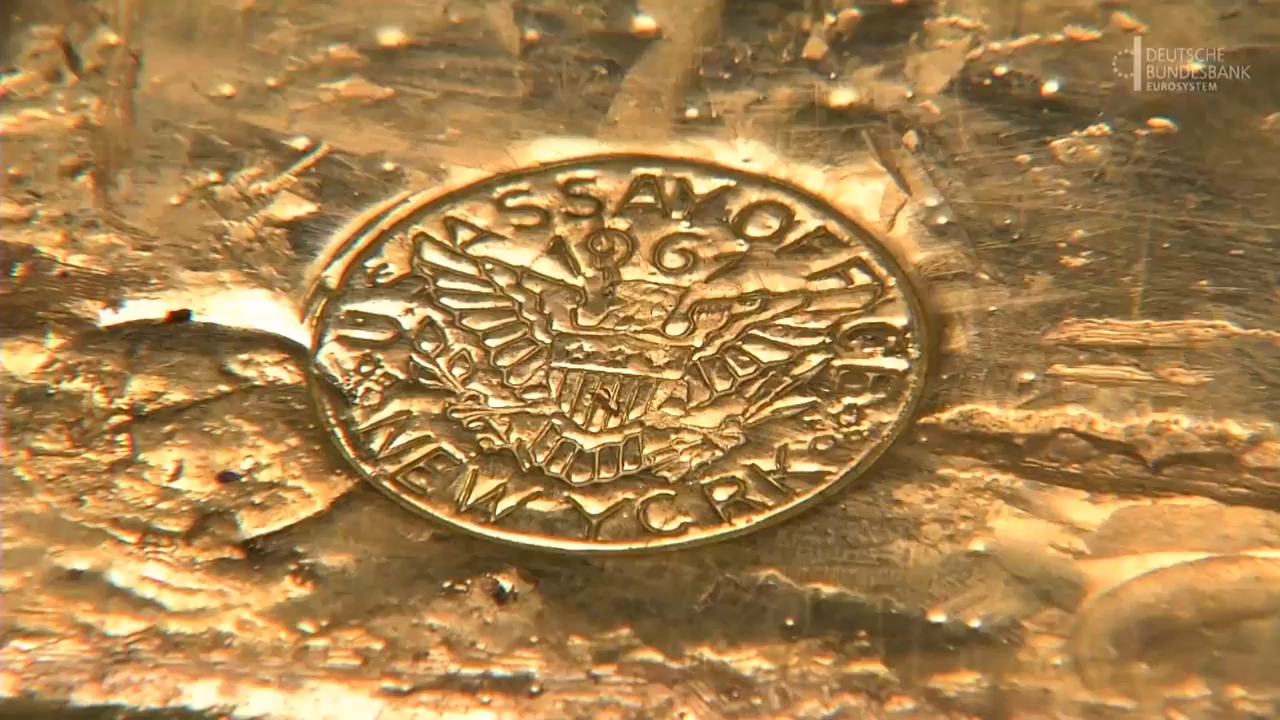 DEUTSCHE
BUNDESBANK
EUROSYSTEM
U S ASSAY OFFICE
1967
NEW YORK